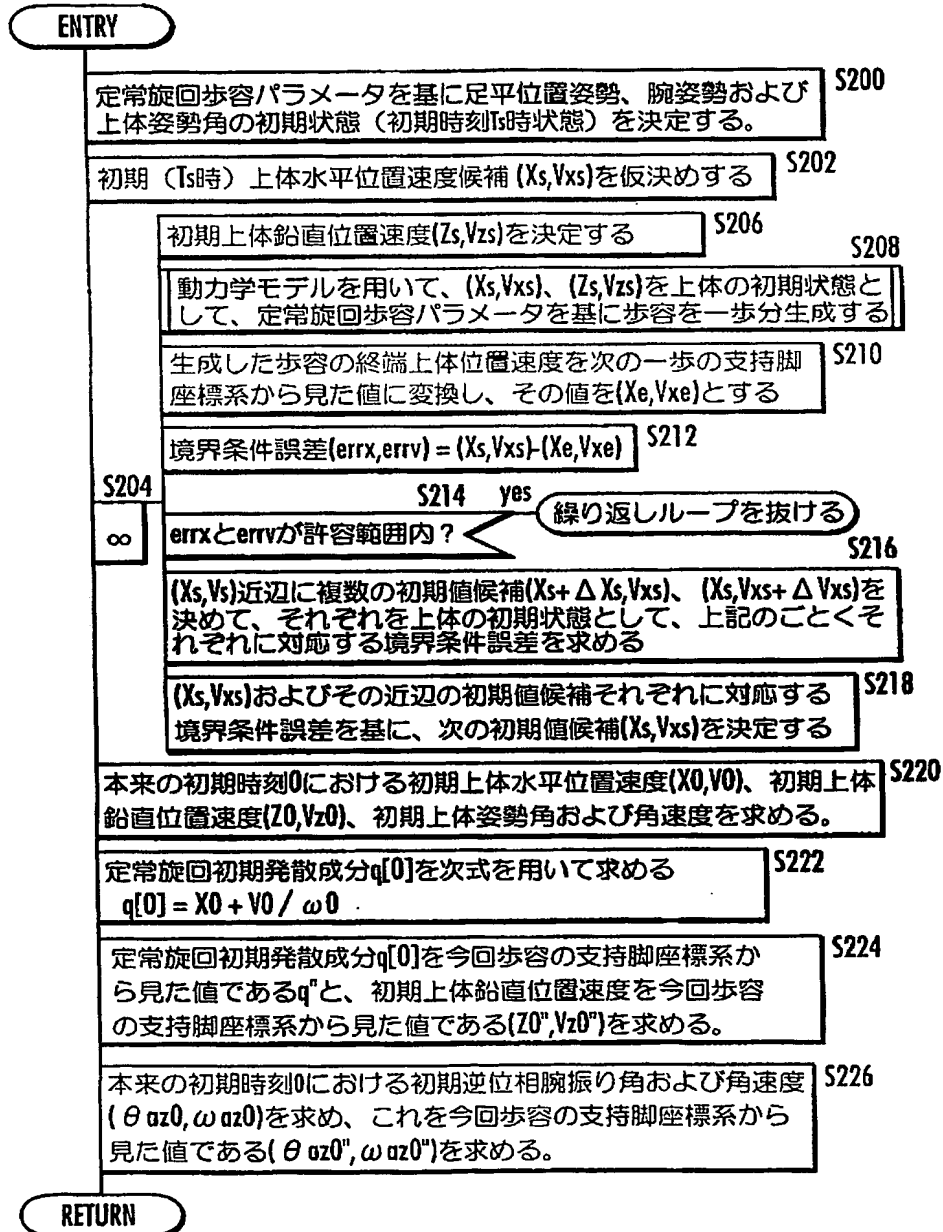 ENTRY
S200
定常旋回歩容パラメータを基に足平位置姿勢、腕姿勢および
上体姿勢角の初期状態（初期時刻Ts時状態）を決定する。
S202
初期（Ts時）上体水平位置速度候補 (Xs,Vxs)を仮決めする
S206
初期上体鉛直位置速度(Zs,Vzs)を決定する
S208
動力学モデルを用いて、(Xs,Vxs)、(Zs,Vzs)を上体の初期状態と
して、定常旋回歩容パラメータを基に歩容を一歩分生成する
S210
生成した歩容の終端上体位置速度を次の一歩の支持脚
座標系から見た値に変換し、その値を(Xe,Vxe)とする
S212
境界条件誤差(errx,errv) = (Xs,Vxs)-(Xe,Vxe)
S204
∞
S214
yes
errxとerrvが許容範囲内？
繰り返しループを抜ける
S216
(Xs,Vs)近辺に複数の初期値候補(Xs+ΔXs,Vxs)、(Xs,Vxs+ΔVxs)を
決めて、それぞれを上体の初期状態として、上記のごとくそ
れぞれに対応する境界条件誤差を求める
S218
(Xs,Vxs)およびその近辺の初期値候補それぞれに対応する
境界条件誤差を基に、次の初期値候補(Xs,Vxs)を決定する
S220
本来の初期時刻0における初期上体水平位置速度(X0,V0)、初期上体
鉛直位置速度(Z0,Vz0)、初期上体姿勢角および角速度を求める。
S222
定常旋回初期発散成分q[0]を次式を用いて求める
q[0] = X0 + V0 / ω0
S224
定常旋回初期発散成分q[0]を今回歩容の支持脚座標系か
ら見た値であるq"と、初期上体鉛直位置速度を今回歩容
の支持脚座標系から見た値である(Z0",Vz0")を求める。
S226
本来の初期時刻0における初期逆位相腕振り角および角速度
(θaz0,ωaz0)を求め、これを今回歩容の支持脚座標系から
見た値である(θaz0",ωaz0")を求める。
RETURN